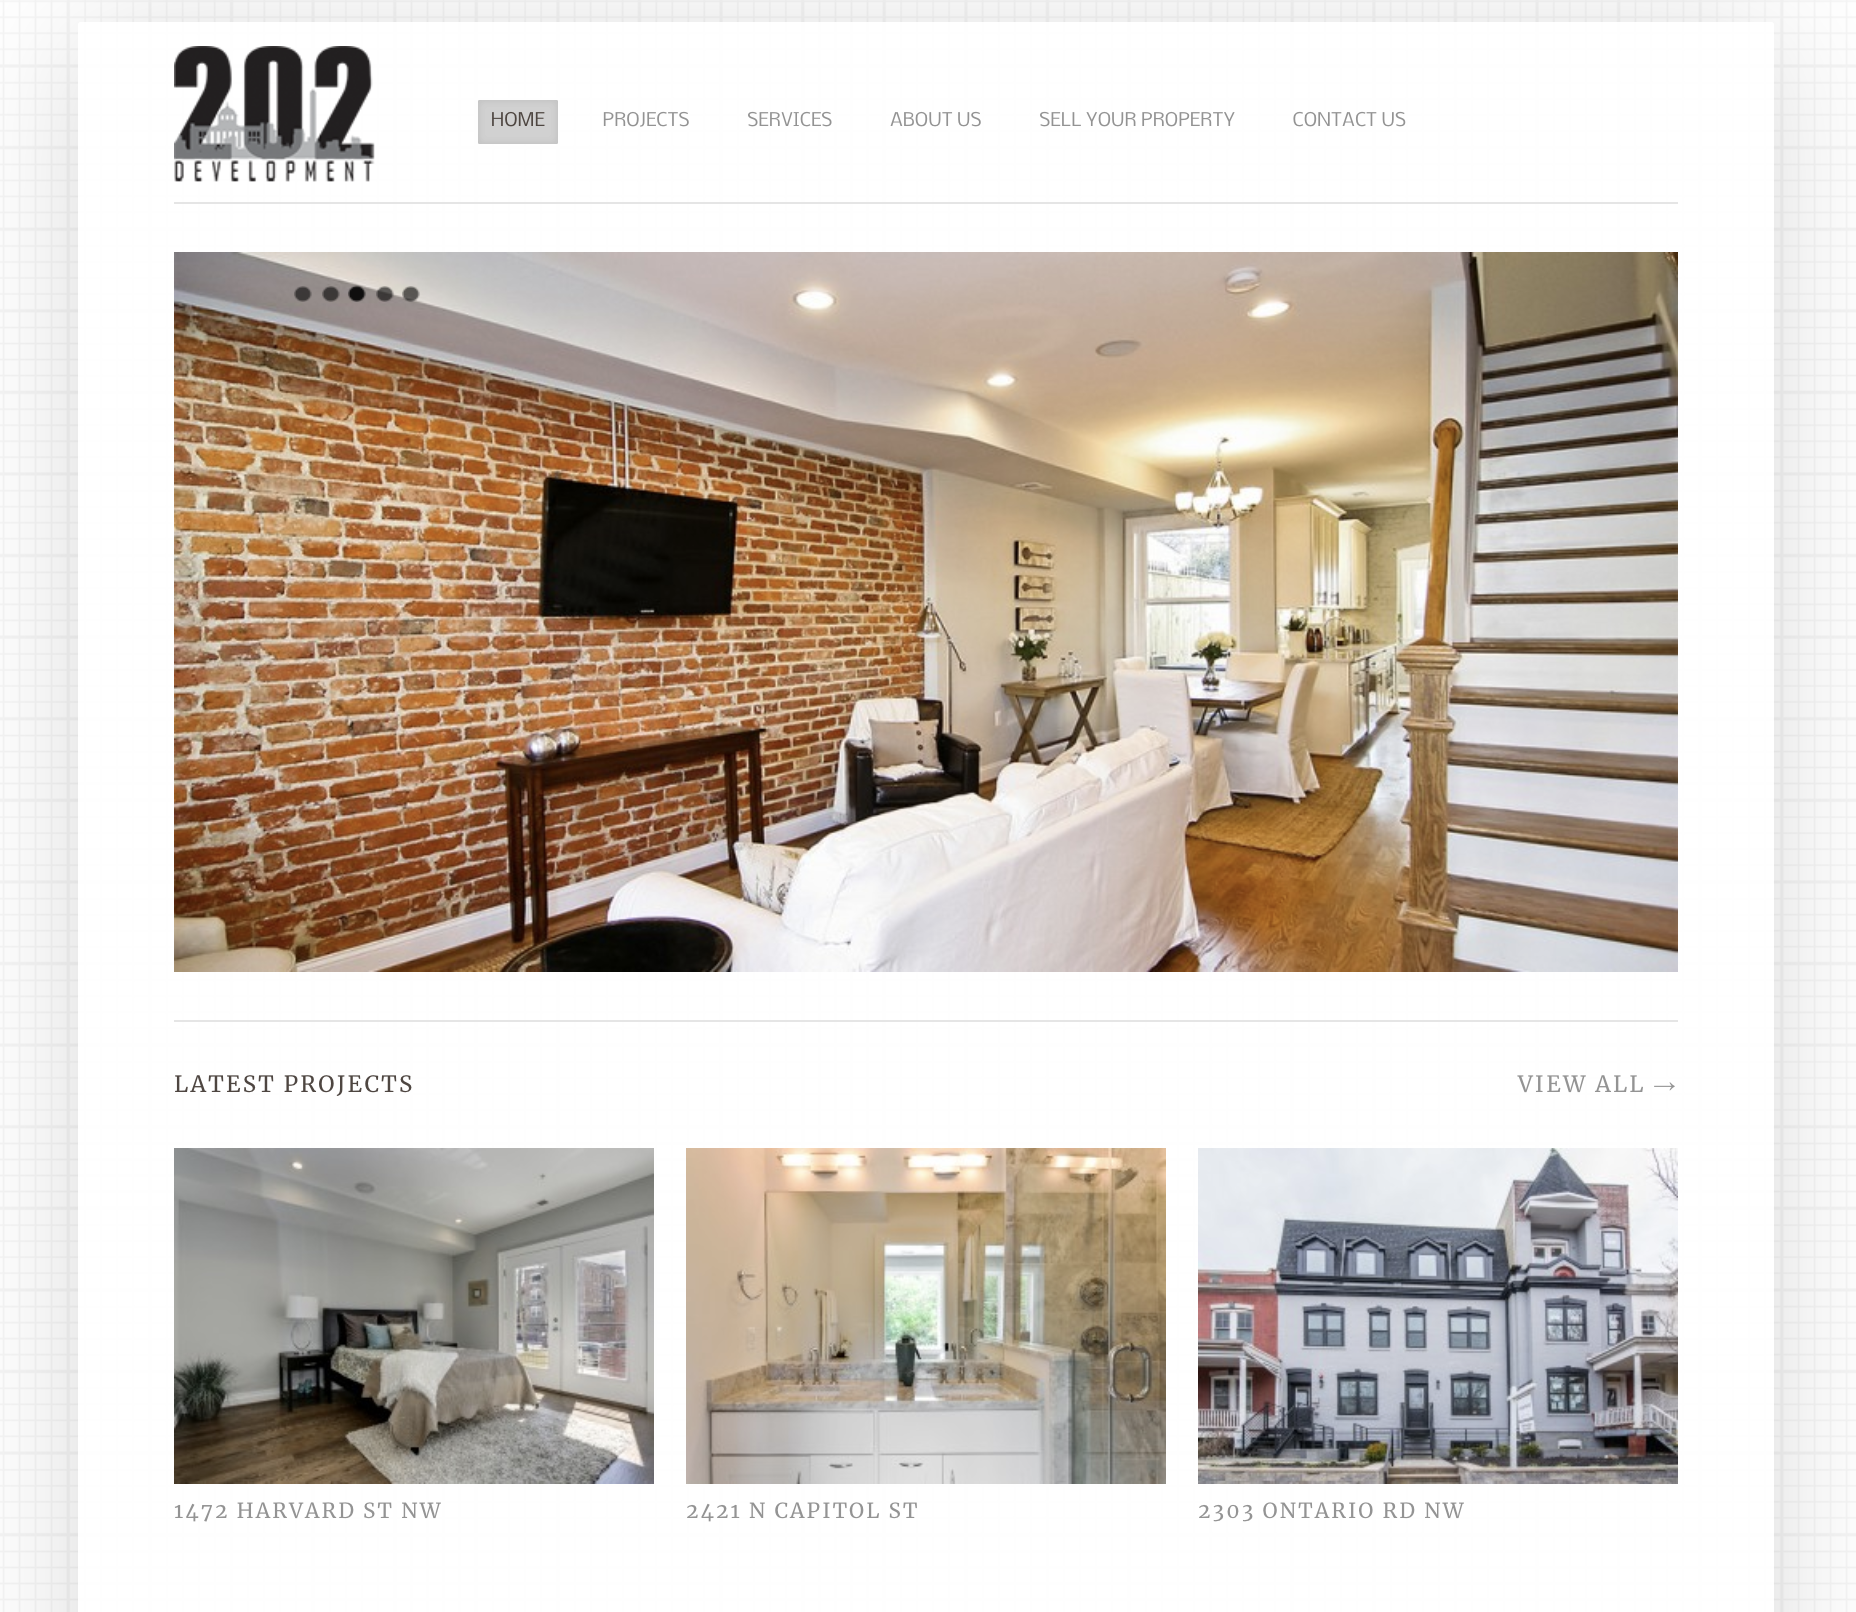 202
DEVELOPMENT
HOME PROJECTS SERVICES ABOUT US SELL YOUR PROPERTY CONTACT US
LATEST PROJECTS VIEW ALL →
1472 HARVARD ST NW 2421 N CAPITOL ST 2303 ONTARIO RD NW